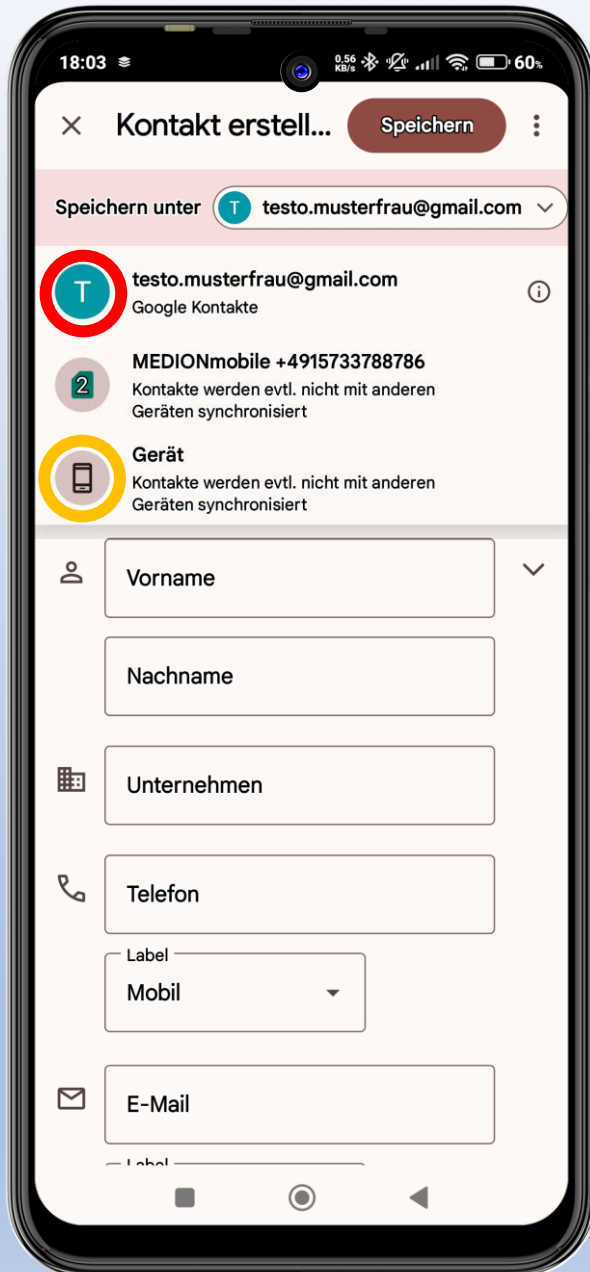 18:03 0,56 KB/s 60%
Kontakt erstell... Speichern
Speichern unter T testo.musterfrau@gmail.com
T testo.musterfrau@gmail.com
Google Kontakte
MEDIONmobile +4915733788786
2 Kontakte werden evtl. nicht mit anderen
Geräten synchronisiert
Gerät
Kontakte werden evtl. nicht mit anderen
Geräten synchronisiert
Vorname
Nachname
Unternehmen
Telefon
Label
Mobil
E-Mail
Label